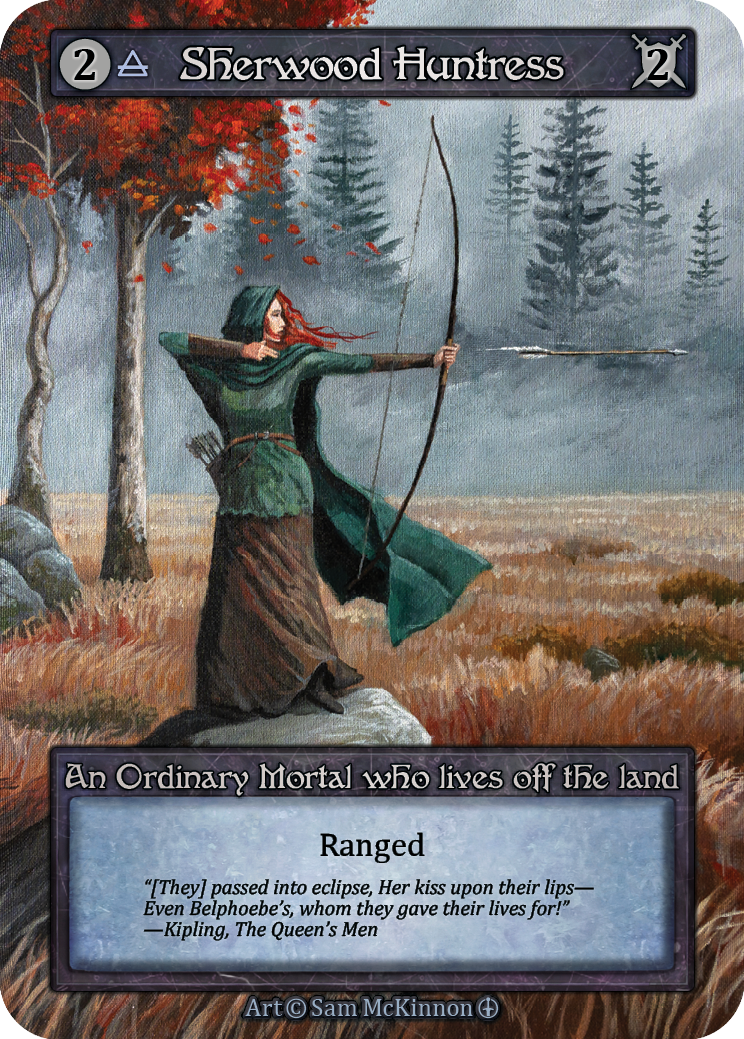 2 Sherwood Huntress 2
An Ordinary Mortal who lives off the land
Ranged
“[They] passed into eclipse, Her kiss upon their lips—
Even Belphoebe’s, whom they gave their lives for!”
—Kipling, The Queen’s Men
Art © Sam McKinnon